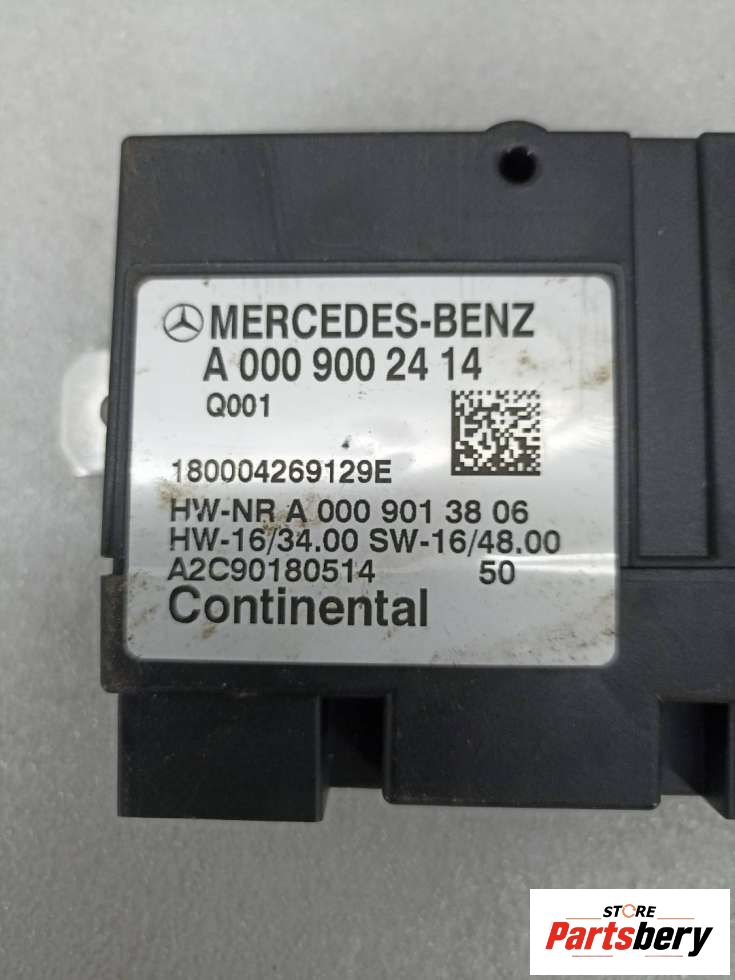 MERCEDES-BENZ
A 000 900 24 14
Q001
180004269129E
HW-NR A 000 901 38 06
HW-16/34.00 SW-16/48.00
A2C90180514 50
Continental
STORE
Partsbery